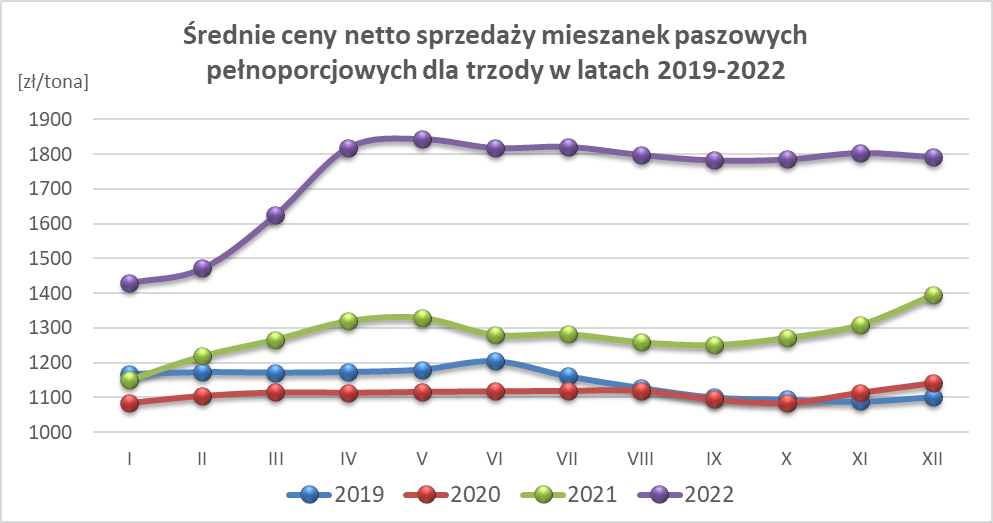 Średnie ceny netto sprzedaży mieszanek paszowych
pełnoporcjowych dla trzody w latach 2019-2022
[zł/tona]
1900
1800
1700
1600
1500
1400
1300
1200
1100
1000
I II III IV V VI VII VIII IX X XI XII
2019 2020 2021 2022